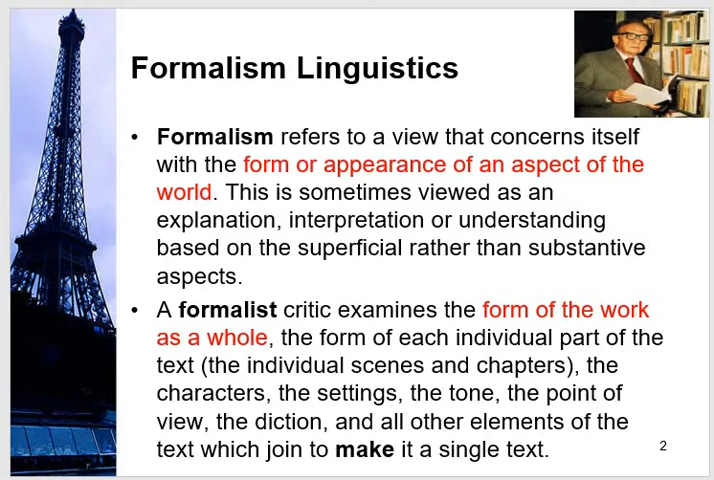 Formalism Linguistics
• Formalism refers to a view that concerns itself
with the form or appearance of an aspect of the
world. This is sometimes viewed as an
explanation, interpretation or understanding
based on the superficial rather than substantive
aspects.
• A formalist critic examines the form of the work
as a whole, the form of each individual part of the
text (the individual scenes and chapters), the
characters, the settings, the tone, the point of
view, the diction, and all other elements of the
text which join to make it a single text.
2